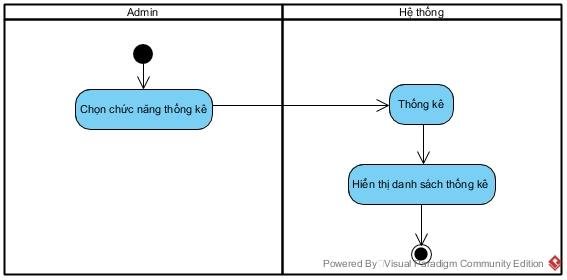 Admin
Hệ thống
Chọn chức năng thống kê
Thống kê
Hiển thị danh sách thống kê
Powered By Visual Paradigm Community Edition